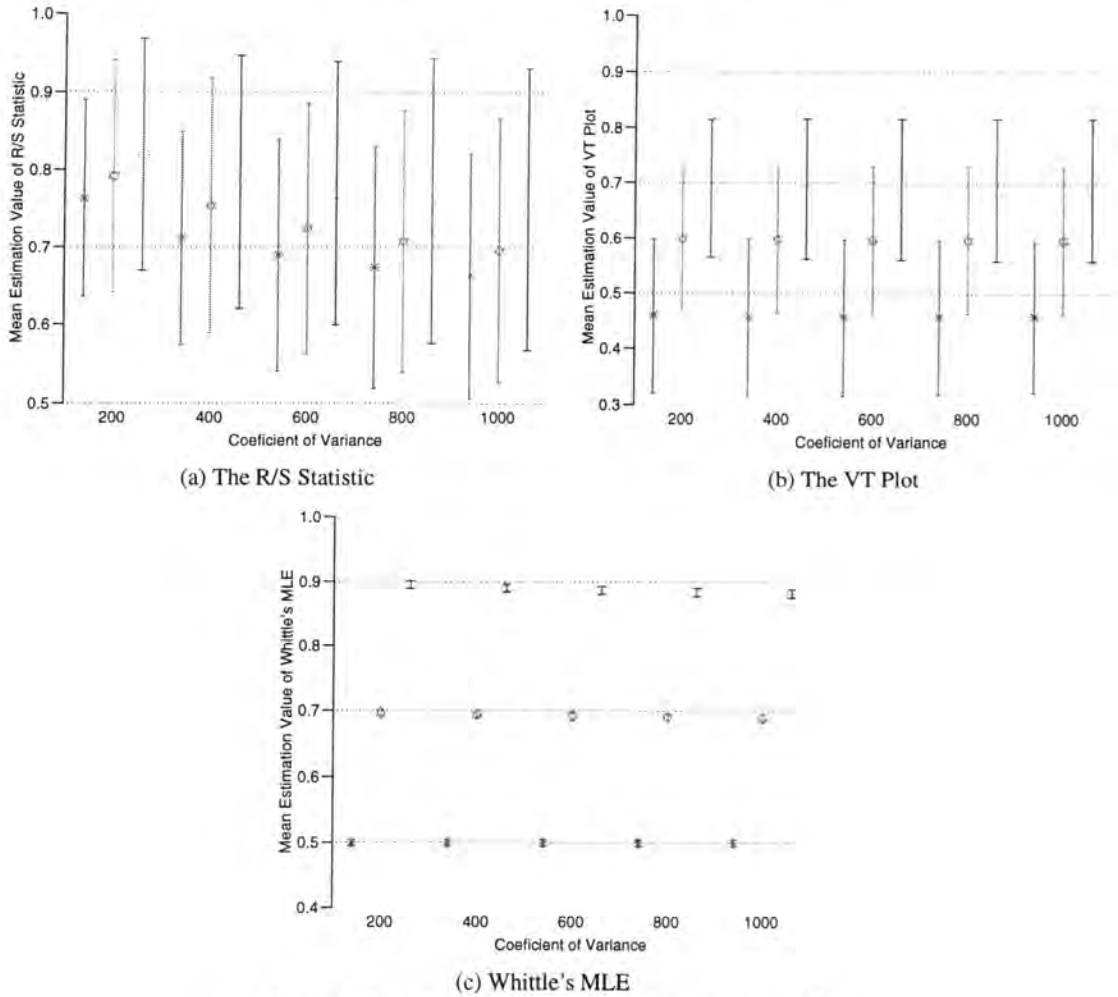 Mean Estimation Value of R/S Statistic
1.0
0.9
0.8
0.7
0.6
0.5
200 400 600 800 1000
Coeficient of Variance
(a) The R/S Statistic
Mean Estimation Value of VT Plot
1.0
0.9
0.8
0.7
0.6
0.5
0.4
0.3
200 400 600 800 1000
Coeficient of Variance
(b) The VT Plot
Mean Estimation Value of Whittle's MLE
1.0
0.9
0.8
0.7
0.6
0.5
0.4
200 400 600 800 1000
Coeficient of Variance
(c) Whittle's MLE